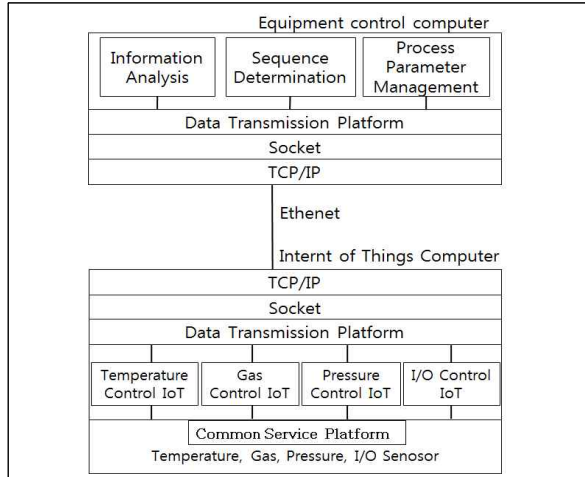 Equipment control computer
Information
Analysis
Sequence
Determination
Process
Parameter
Management
Data Transmission Platform
Socket
TCP/IP
Ethenet
Internt of Things Computer
TCP/IP
Socket
Data Transmission Platform
Temperature
Control IoT
Gas
Control IoT
Pressure
Control IoT
I/O Control
IoT
Common Service Platform
Temperature, Gas, Pressure, I/O Senosor